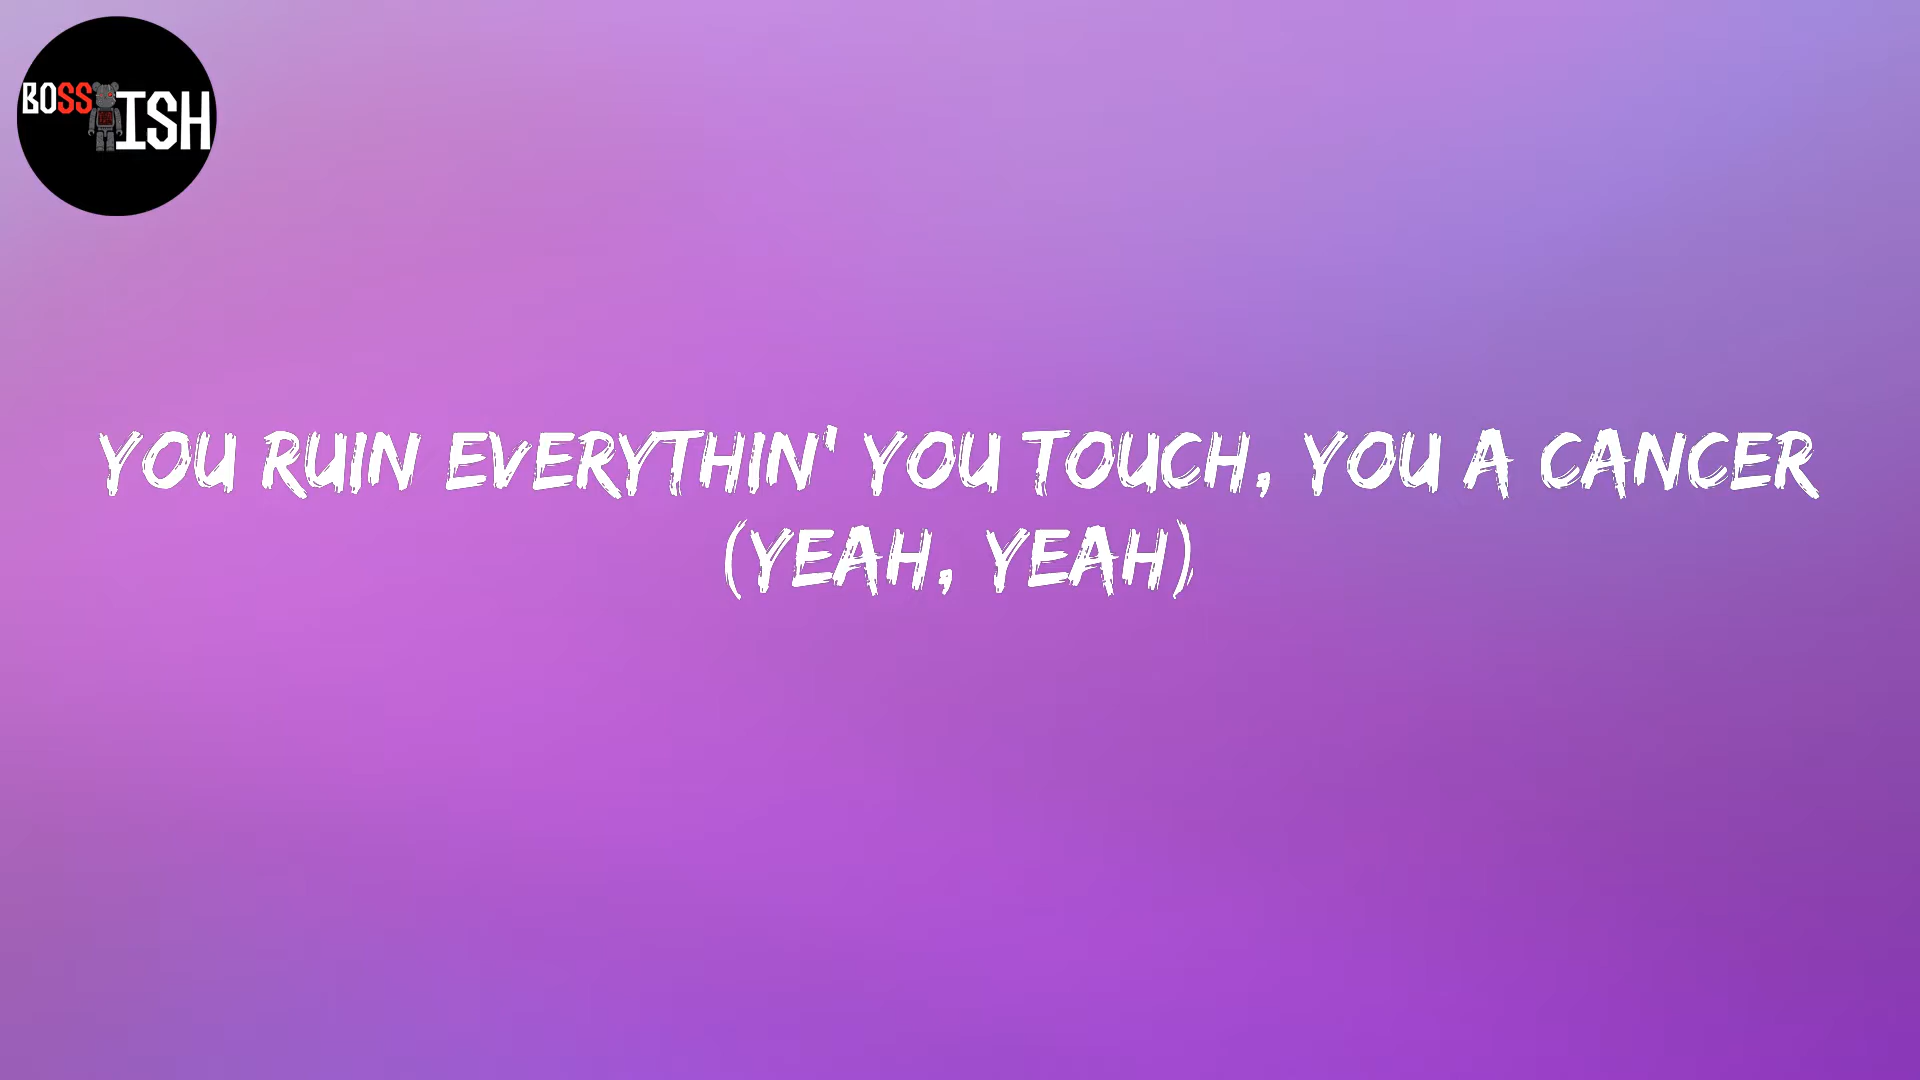 BOSS ISH
YOU RUIN EVERYTHIN' YOU TOUCH, YOU A CANCER
(YEAH, YEAH)